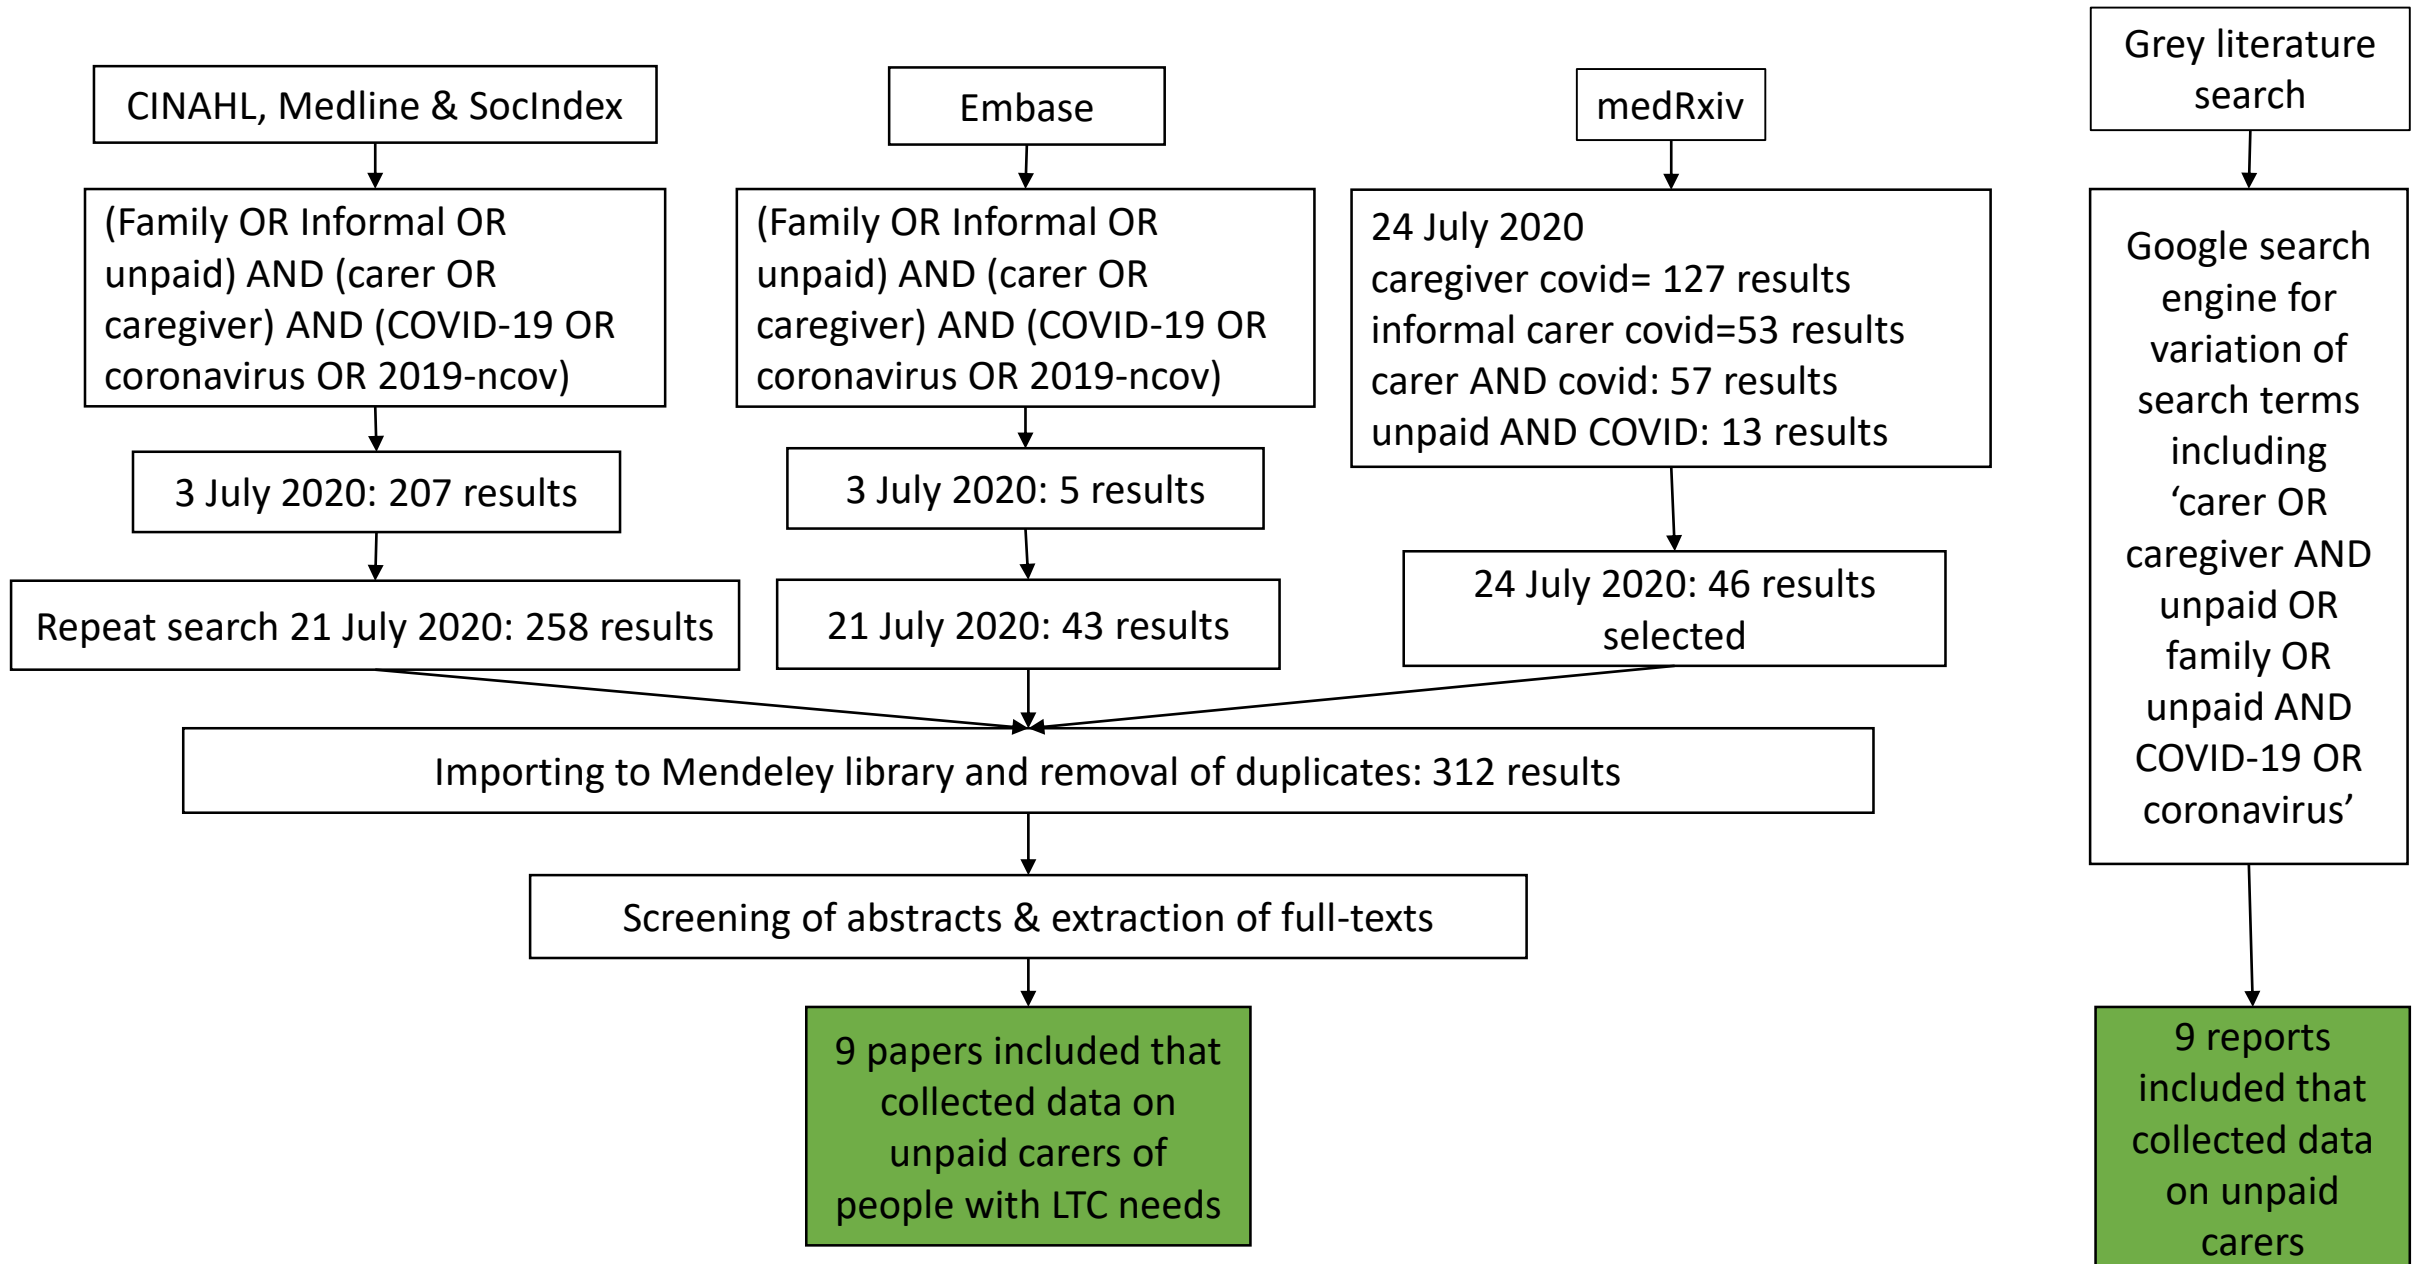 CINAHL, Medline & SocIndex
(Family OR Informal OR
unpaid) AND (carer OR
caregiver) AND (COVID-19 OR
coronavirus OR 2019-ncov)
3 July 2020: 207 results
Repeat search 21 July 2020: 258 results
Embase
(Family OR Informal OR
unpaid) AND (carer OR
caregiver) AND (COVID-19 OR
coronavirus OR 2019-ncov)
3 July 2020: 5 results
21 July 2020: 43 results
medRxiv
24 July 2020
caregiver covid= 127 results
informal carer covid=53 results
carer AND covid: 57 results
unpaid AND COVID: 13 results
24 July 2020: 46 results
selected
Importing to Mendeley library and removal of duplicates: 312 results
Screening of abstracts & extraction of full-texts
9 papers included that
collected data on
unpaid carers of
people with LTC needs
Grey literature
search
Google search
engine for
variation of
search terms
including
‘carer OR
caregiver AND
unpaid OR
family OR
unpaid AND
COVID-19 OR
coronavirus’
9 reports
included that
collected data
on unpaid
carers